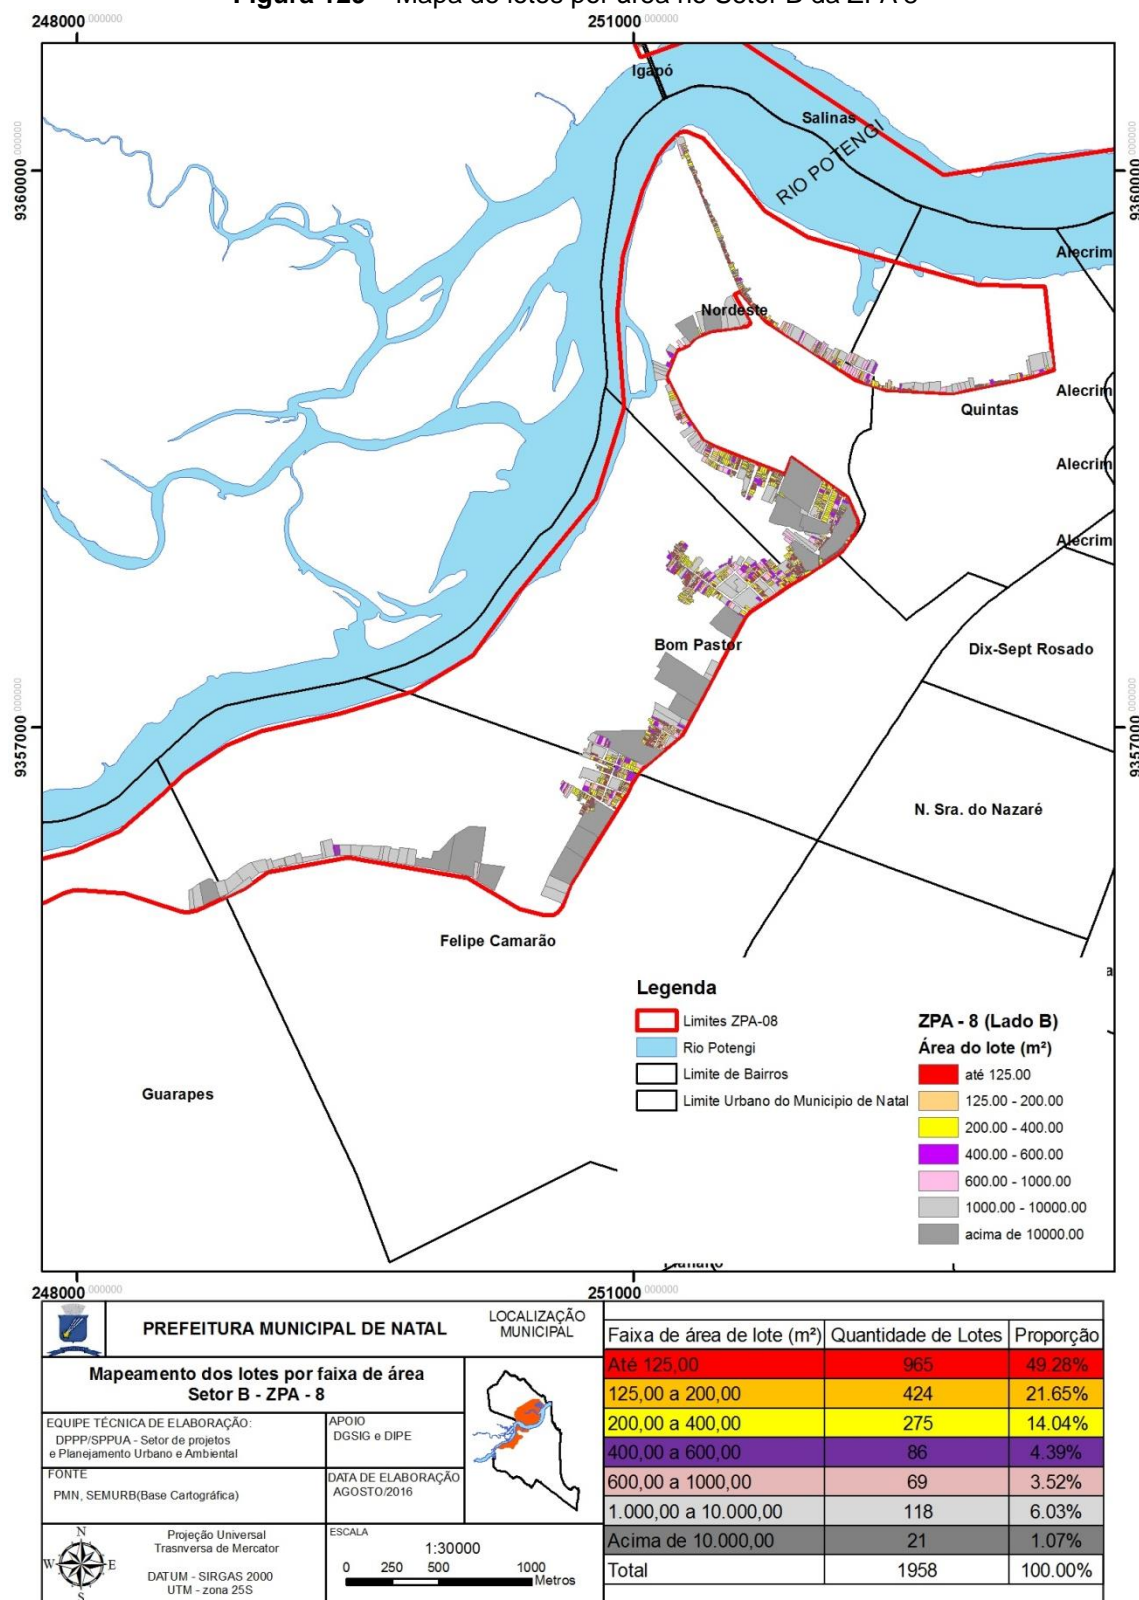 Mapa de lotes por área no Setor B da ZPA 8
248000 000000
251000 000000
9360000 000000
9360000 000000
9357000 000000
9357000 000000
Igapó
Salinas
RIO POTENGI
Alecrim
Nordeste
Quintas
Alecrim
Alecrim
Alecrim
Bom Pastor
Dix-Sept Rosado
N. Sra. do Nazaré
Felipe Camarão
Guarapes
Legenda
Limites ZPA-08
Rio Potengi
Limite de Bairros
Limite Urbano do Municipio de Natal
ZPA - 8 (Lado B)
Área do lote (m²)
até 125.00
125.00 - 200.00
200.00 - 400.00
400.00 - 600.00
600.00 - 1000.00
1000.00 - 10000.00
acima de 10000.00
248000 000000
251000 000000
PREFEITURA MUNICIPAL DE NATAL
LOCALIZAÇÃO
MUNICIPAL
Mapeamento dos lotes por faixa de área
Setor B - ZPA - 8
EQUIPE TÉCNICA DE ELABORAÇÃO:
DPPP/SPPUA - Setor de projetos
e Planejamento Urbano e Ambiental
APOIO
DGSIG e DIPE
FONTE
PMN, SEMURB(Base Cartográfica)
DATA DE ELABORAÇÃO
AGOSTO/2016
N
W E
S
Projeção Universal
Trasnversa de Mercator
DATUM - SIRGAS 2000
UTM - zona 25S
ESCALA
1:30000
0 250 500 1000
Metros
Faixa de área de lote (m²) Quantidade de Lotes Proporção
Até 125,00 965 49.28%
125,00 a 200,00 424 21.65%
200,00 a 400,00 275 14.04%
400,00 a 600,00 86 4.39%
600,00 a 1000,00 69 3.52%
1.000,00 a 10.000,00 118 6.03%
Acima de 10.000,00 21 1.07%
Total 1958 100.00%